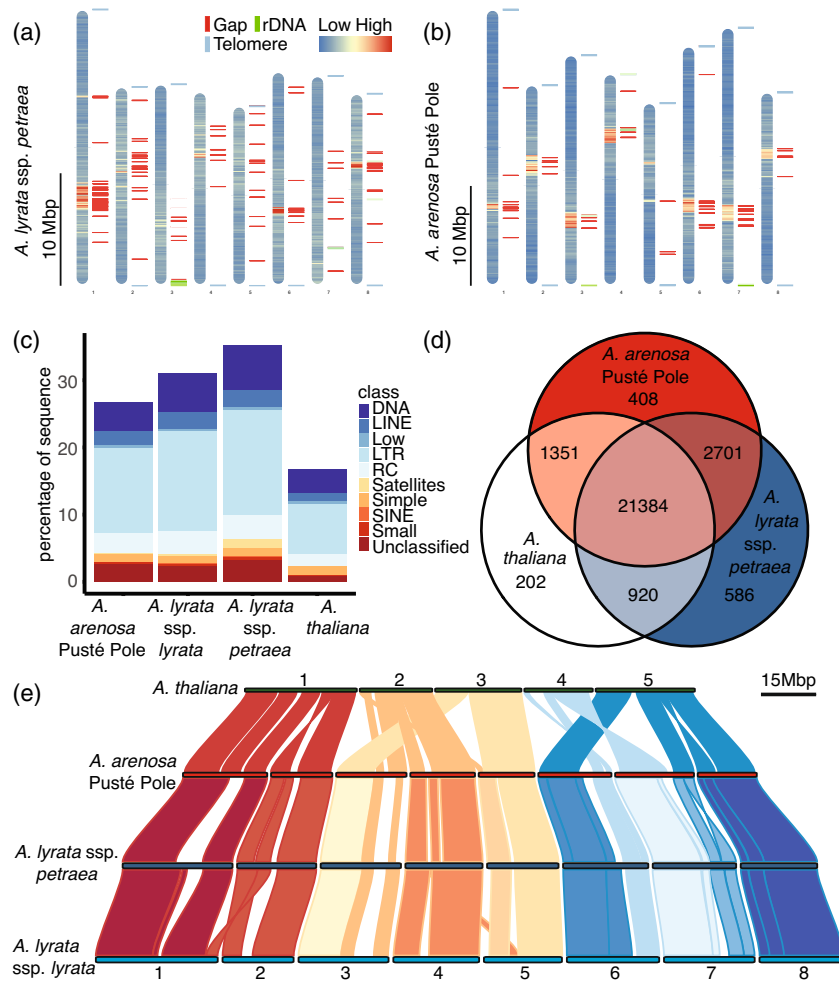 (a)
Gap rDNA
Telomere
Low High
A. lyrata ssp. petraea
10 Mbp
1 2 3 4 5 6 7 8
(b)
A. arenosa Pusté Pole
10 Mbp
1 2 3 4 5 6 7 8
(c)
percentage of sequence
30
20
10
0
class
DNA
LINE
Low
LTR
RC
Satellites
Simple
SINE
Small
Unclassified
A.
arenosa
Pusté Pole
A. lyrata
ssp.
lyrata
A. lyrata
ssp.
petraea
A.
thaliana
(d)
A. arenosa
Pusté Pole
408
1351
2701
21384
A.
thaliana
202
A.
lyrata
ssp.
petraea
920
586
(e)
15Mbp
A. thaliana
1 2 3 4 5
A. arenosa
Pusté Pole
A. lyrata ssp.
petraea
A. lyrata
ssp. lyrata
1 2 3 4 5 6 7 8